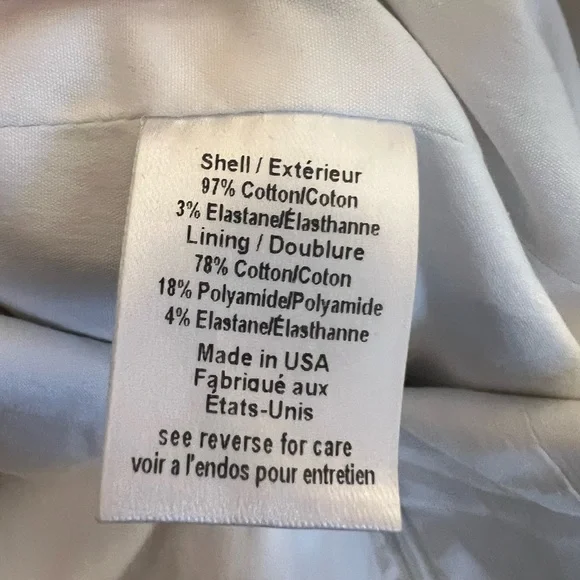 Shell / Extérieur
97% Cotton/Coton
3% Elastane/Élasthanne
Lining / Doublure
78% Cotton/Coton
18% Polyamide/Polyamide
4% Elastane/Élasthanne
Made in USA
Fabriqué aux
États-Unis
see reverse for care
voir a l'endos pour entretien